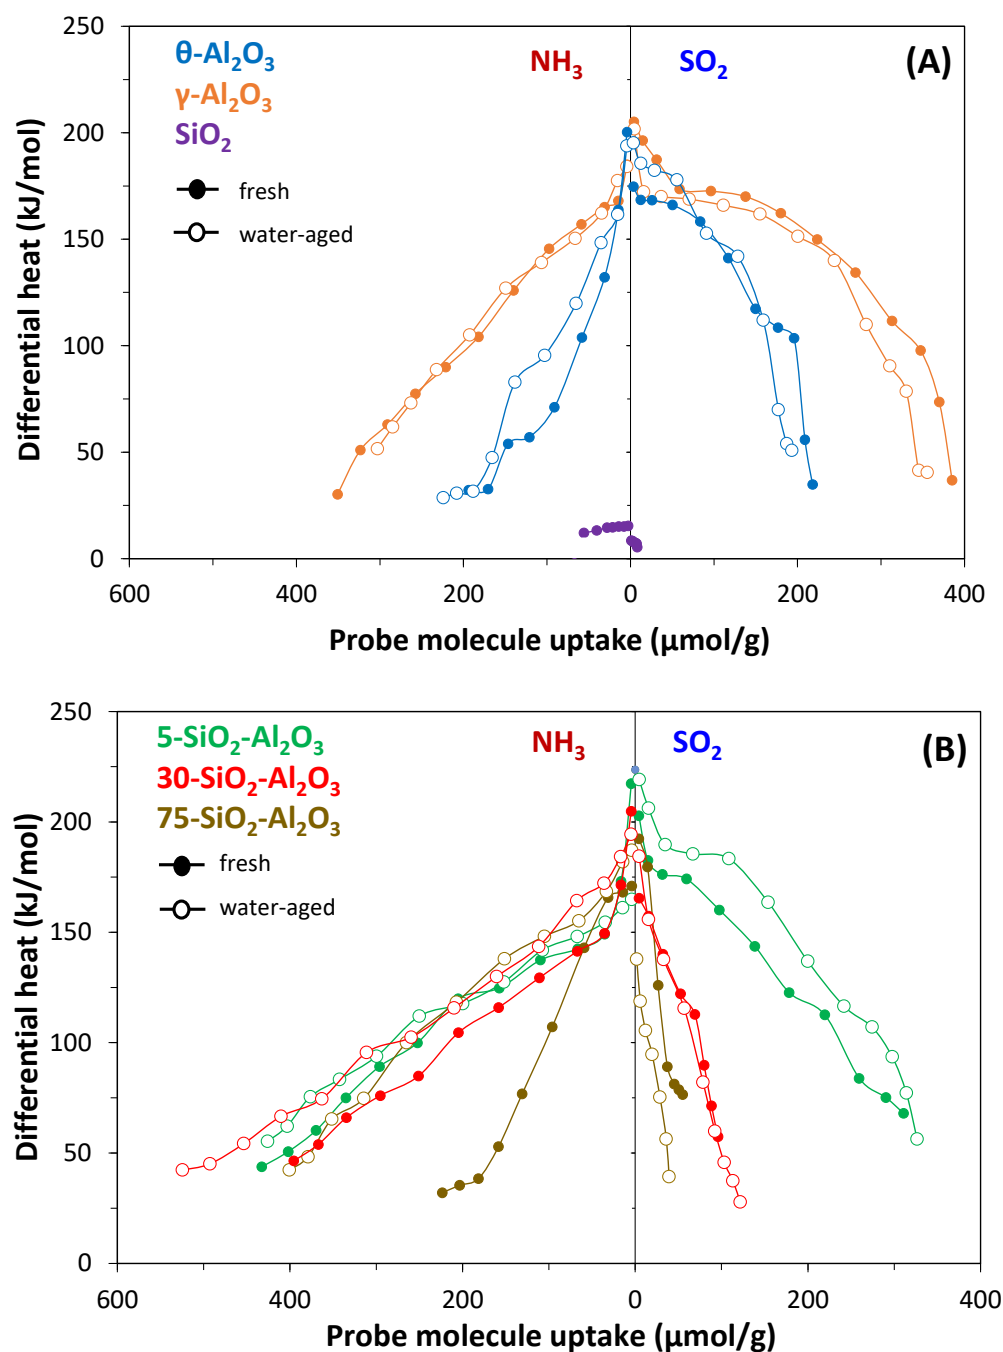 250
θ-Al₂O₃
NH₃
SO₂
(A)
γ-Al₂O₃
200
SiO₂
fresh
150
water-aged
100
50
0
Differential heat (kJ/mol)
600
400
200
0
200
400
Probe molecule uptake (μmol/g)
250
5-SiO₂-Al₂O₃
NH₃
SO₂
(B)
30-SiO₂-Al₂O₃
200
75-SiO₂-Al₂O₃
fresh
water-aged
150
100
50
0
Differential heat (kJ/mol)
600
400
200
0
200
400
Probe molecule uptake (μmol/g)